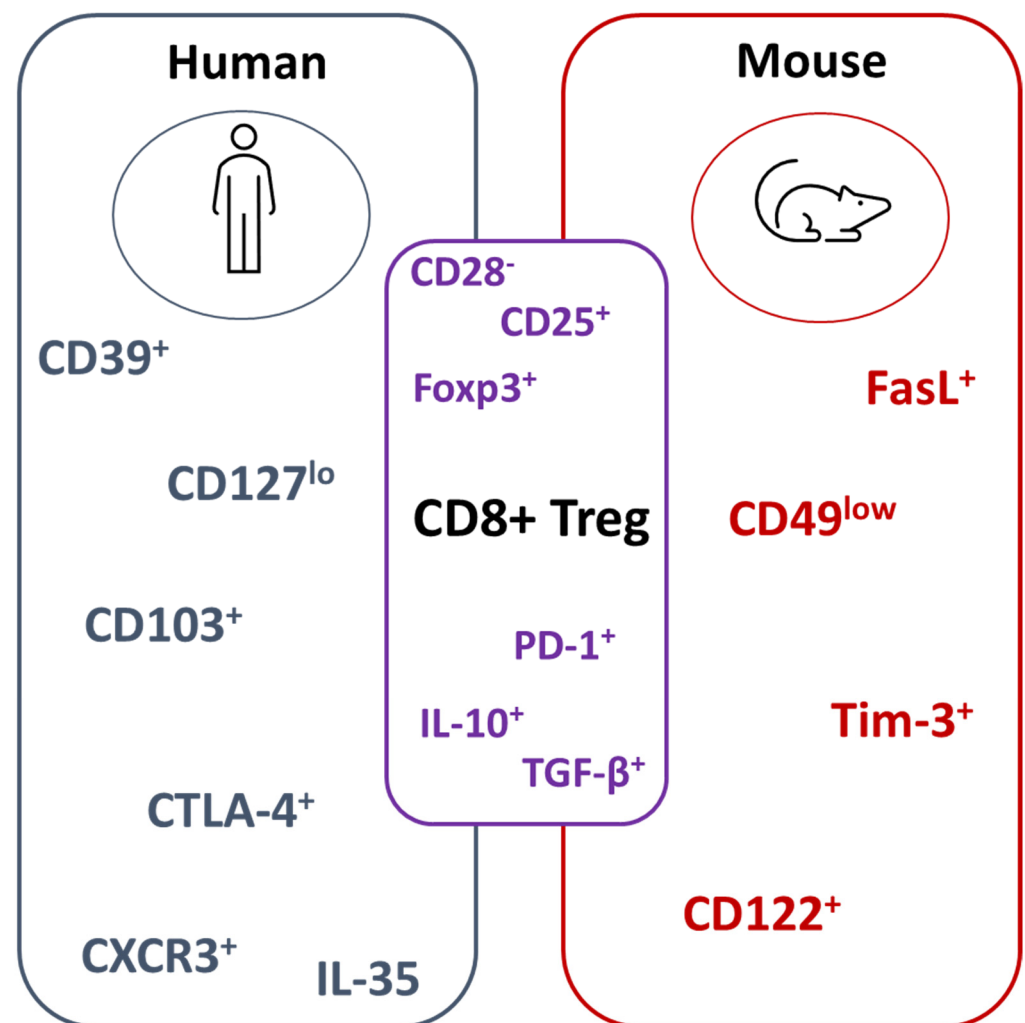 Human
CD39⁺
CD127ˡᵒ
CD103⁺
CTLA-4⁺
CXCR3⁺
IL-35
CD28⁻
CD25⁺
Foxp3⁺
CD8+ Treg
PD-1⁺
IL-10⁺
TGF-β⁺
Mouse
FasL⁺
CD49ˡᵒʷ
Tim-3⁺
CD122⁺